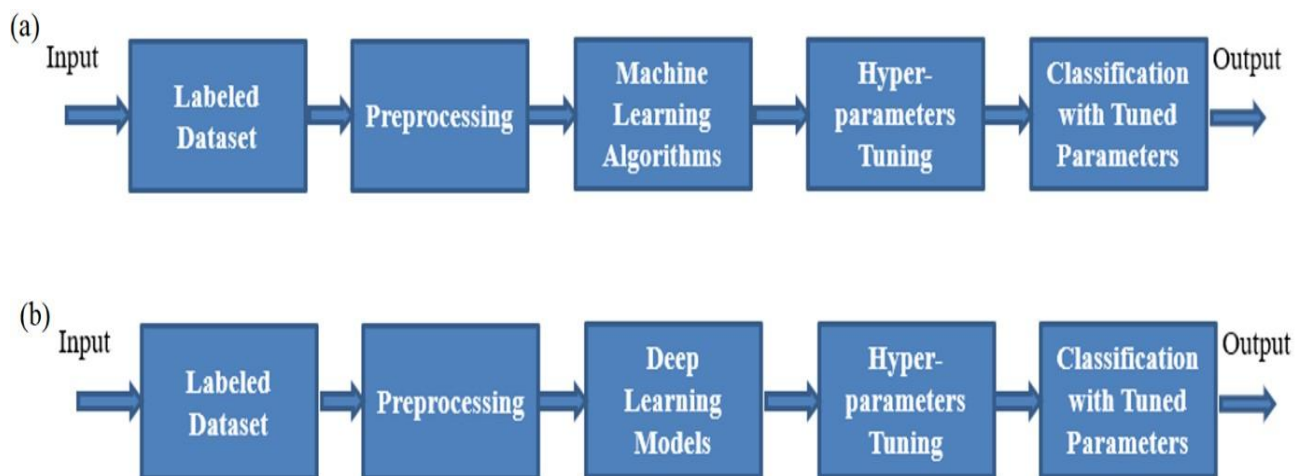 (a)
Input
Labeled
Dataset
Preprocessing
Machine
Learning
Algorithms
Hyper-
parameters
Tuning
Classification
with Tuned
Parameters
Output
(b)
Input
Labeled
Dataset
Preprocessing
Deep
Learning
Models
Hyper-
parameters
Tuning
Classification
with Tuned
Parameters
Output